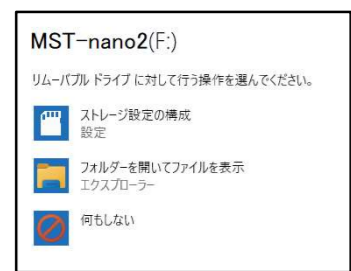 MST-nano2(F:)
リムーバブル ドライブ に対して行う操作を選んでください。
ストレージ設定の構成
設定
フォルダーを開いてファイルを表示
エクスプローラー
何もしない